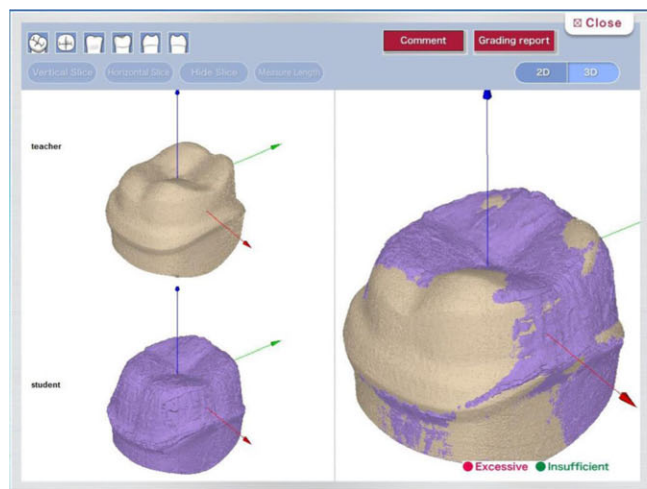 Close
Comment
Grading report
Vertical Slice
Horizontal Slice
Hide Slice
Measure Length
2D
3D
teacher
student
Excessive
Insufficient